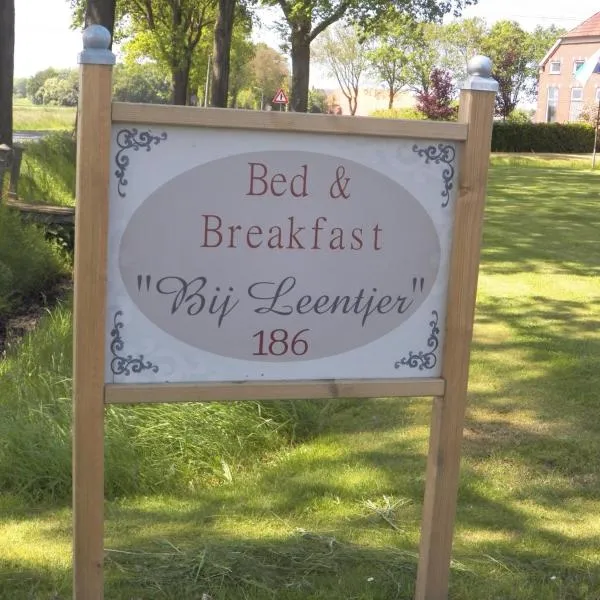 Bed &
Breakfast
"Bij Leentjer"
186